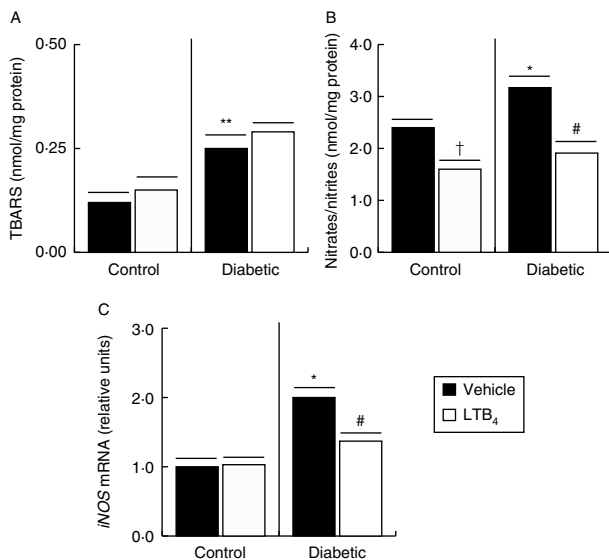 A
TBARS (nmol/mg protein)
0·50
0·25
0·00
**
Control
Diabetic
B
Nitrates/nitrites (nmol/mg protein)
4·0
3·0
2·0
1·0
0·0
†
*
#
Control
Diabetic
C
iNOS mRNA (relative units)
3·0
2·0
1·0
0·0
*
#
Control
Diabetic
Vehicle
LTB4